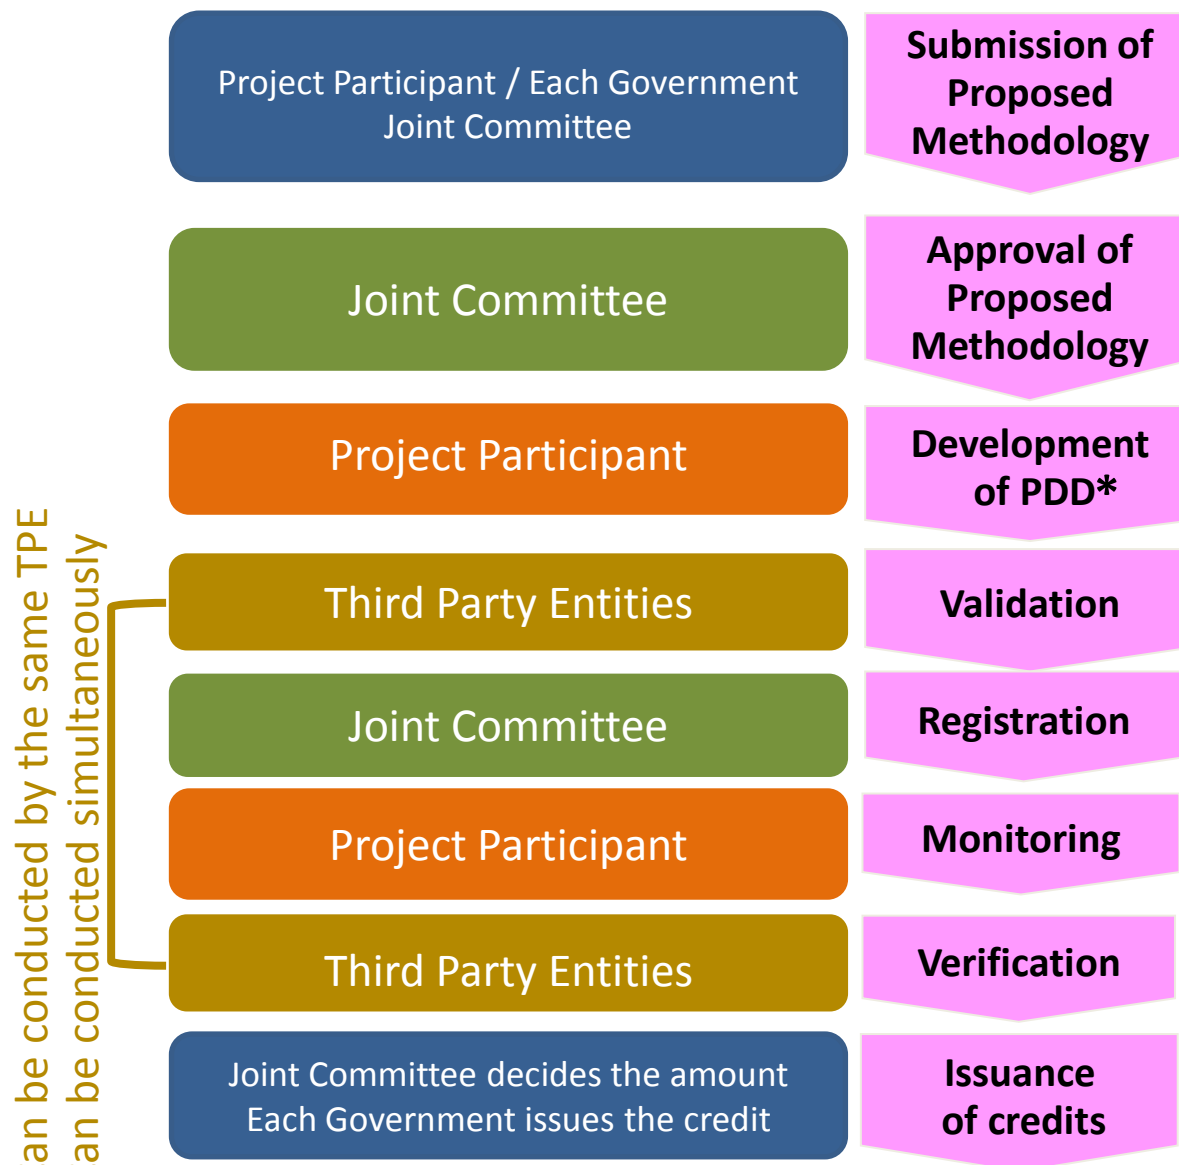 Project Participant / Each Government
Joint Committee
Submission of
Proposed
Methodology
Joint Committee
Approval of
Proposed
Methodology
Project Participant
Development
of PDD*
Third Party Entities
Validation
Joint Committee
Registration
Project Participant
Monitoring
Third Party Entities
Verification
Joint Committee decides the amount
Each Government issues the credit
Issuance
of credits
an be conducted by the same TPE
an be conducted simultaneously